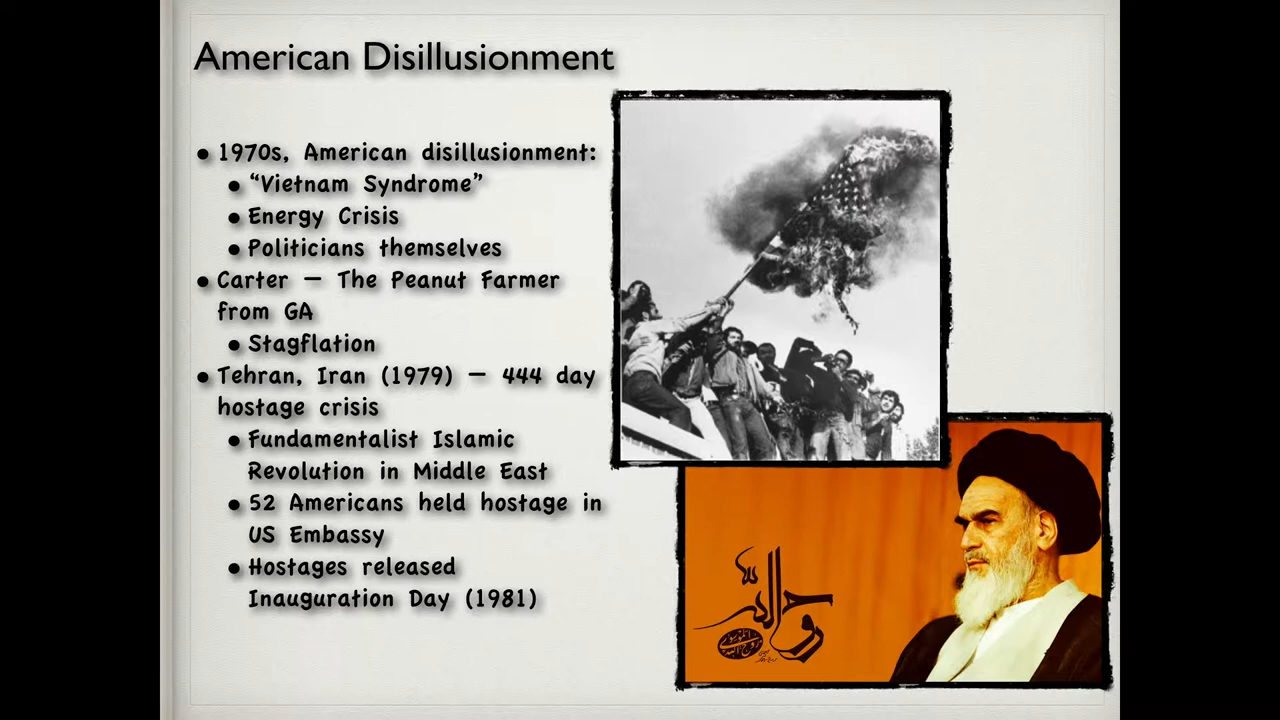 American Disillusionment
• 1970s, American disillusionment:
• “Vietnam Syndrome”
• Energy Crisis
• Politicians themselves
• Carter – The Peanut Farmer
from GA
• Stagflation
• Tehran, Iran (1979) – 444 day
hostage crisis
• Fundamentalist Islamic
Revolution in Middle East
• 52 Americans held hostage in
US Embassy
• Hostages released
Inauguration Day (1981)
روح الله